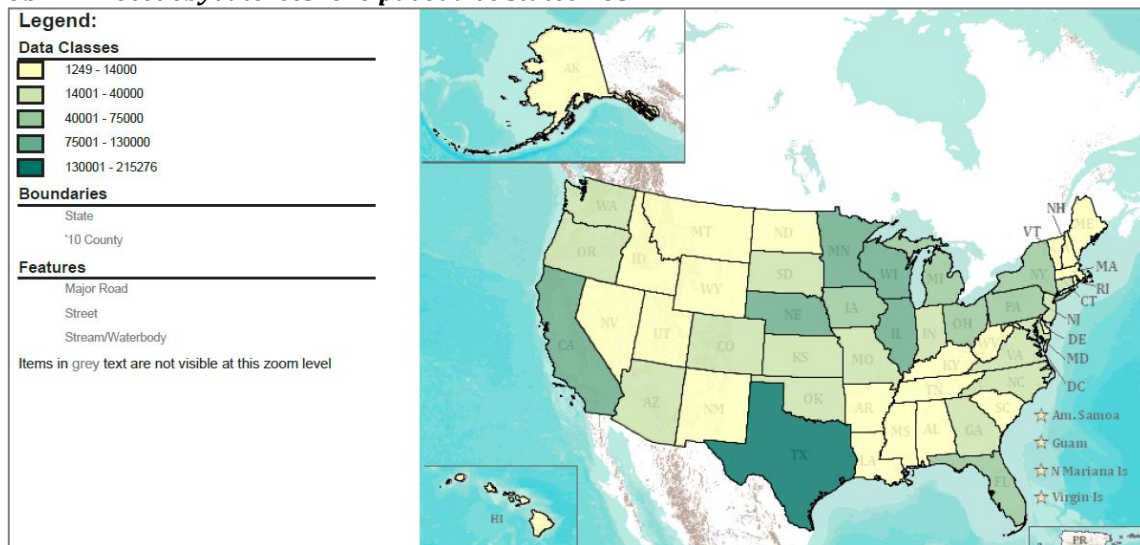 Legend:
Data Classes
1249 - 14000
14001 - 40000
40001 - 75000
75001 - 130000
130001 - 215276
Boundaries
State
'10 County
Features
Major Road
Street
Stream/Waterbody
Items in grey text are not visible at this zoom level
AK
WA
MT
ND
MN
OR
ID
SD
WI
MI
WY
NY
VT
NH
ME
MA
RI
CT
NJ
DE
MD
DC
NV
UT
NE
IA
IL
IN
OH
PA
CA
CO
KS
MO
KY
WV
VA
AZ
NM
OK
AR
TN
NC
SC
TX
LA
MS
AL
GA
FL
Am. Samoa
Guam
N Mariana Is
Virgin Is
HI
PR